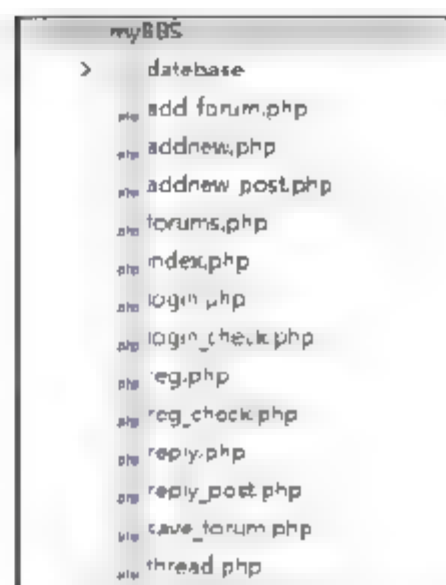 myBBS
datebase
add forum.php
addnew.php
addnew post.php
forums.php
index.php
login.php
login_check.php
reg.php
reg_check.php
reply.php
reply_post.php
save_forum.php
thread.php